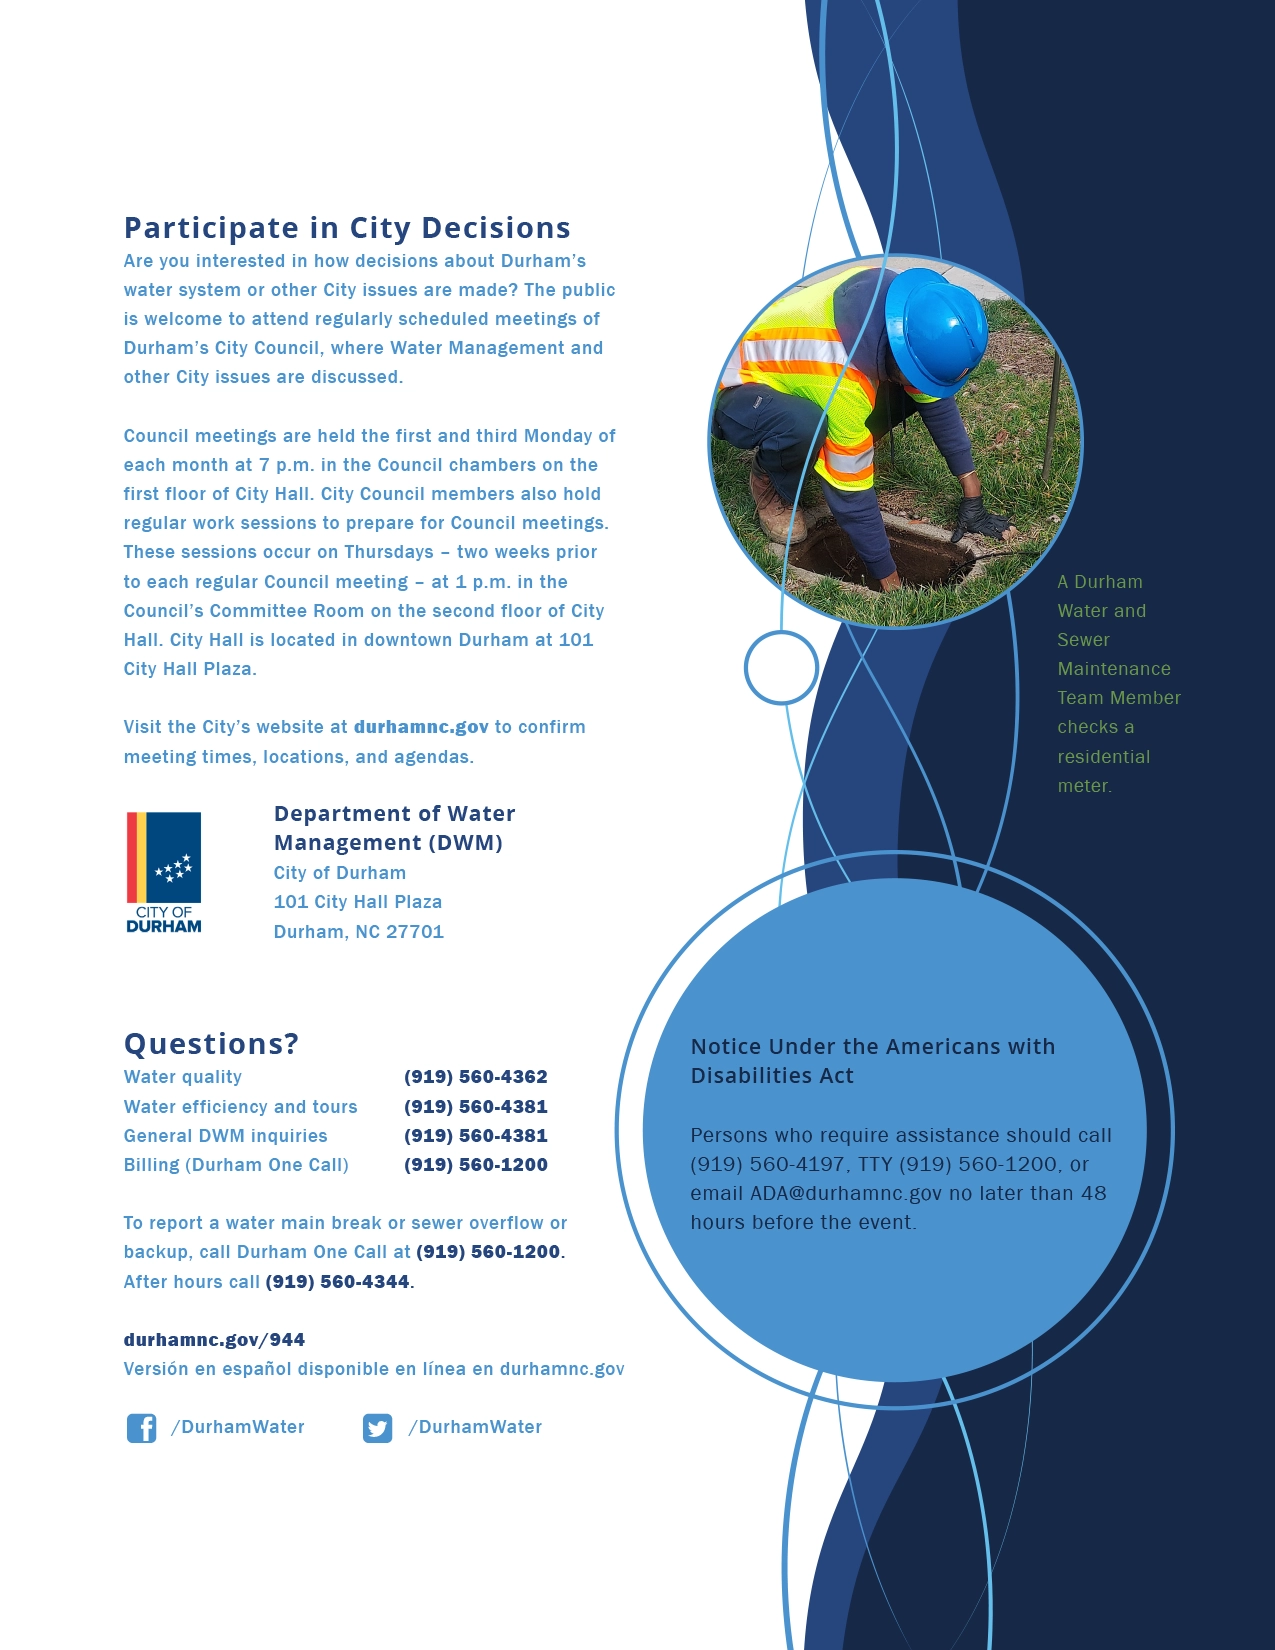 Participate in City Decisions
Are you interested in how decisions about Durham’s
water system or other City issues are made? The public
is welcome to attend regularly scheduled meetings of
Durham’s City Council, where Water Management and
other City issues are discussed.
Council meetings are held the first and third Monday of
each month at 7 p.m. in the Council chambers on the
first floor of City Hall. City Council members also hold
regular work sessions to prepare for Council meetings.
These sessions occur on Thursdays – two weeks prior
to each regular Council meeting – at 1 p.m. in the
Council’s Committee Room on the second floor of City
Hall. City Hall is located in downtown Durham at 101
City Hall Plaza.
Visit the City’s website at durhamnc.gov to confirm
meeting times, locations, and agendas.
CITY OF
DURHAM
Department of Water
Management (DWM)
City of Durham
101 City Hall Plaza
Durham, NC 27701
Questions?
Water quality (919) 560-4362
Water efficiency and tours (919) 560-4381
General DWM inquiries (919) 560-4381
Billing (Durham One Call) (919) 560-1200
To report a water main break or sewer overflow or
backup, call Durham One Call at (919) 560-1200.
After hours call (919) 560-4344.
durhamnc.gov/944
Versión en español disponible en línea en durhamnc.gov
/DurhamWater /DurhamWater
A Durham
Water and
Sewer
Maintenance
Team Member
checks a
residential
meter.
Notice Under the Americans with
Disabilities Act
Persons who require assistance should call
(919) 560-4197, TTY (919) 560-1200, or
email ADA@durhamnc.gov no later than 48
hours before the event.